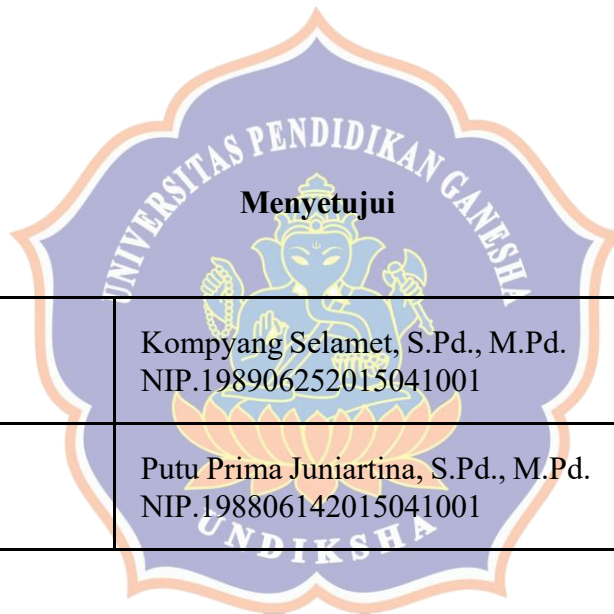 UNIVERSITAS PENDIDIKAN GANESHA
Menyetujui
Kompyang Selamet, S.Pd., M.Pd.
NIP.198906252015041001
Putu Prima Juniartina, S.Pd., M.Pd.
NIP.198806142015041001
UNDIKSHA